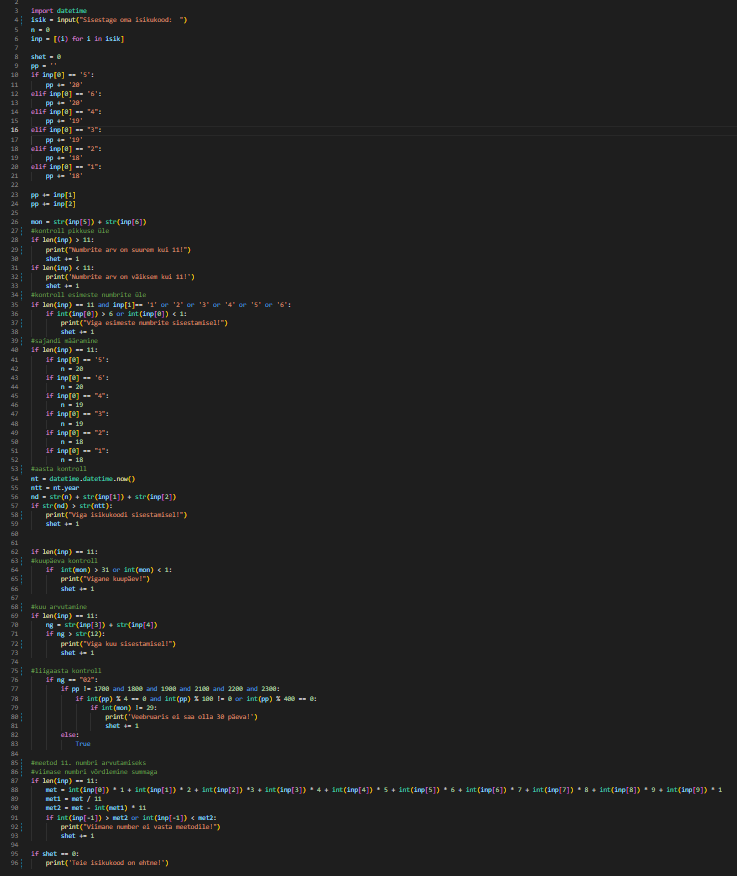 2
3 import datetime
4 isik = input("Sisestage oma isikukood:  ")
5 n = 0
6 inp = [(i) for i in isik]
7
8 shet = 0
9 pp = ''
10 if inp[0] == '5':
11     pp += '20'
12 elif inp[0] == '6':
13     pp += '20'
14 elif inp[0] == "4":
15     pp += '19'
16 elif inp[0] == "3":
17     pp += '19'
18 elif inp[0] == "2":
19     pp += '18'
20 elif inp[0] == "1":
21     pp += '18'
22
23 pp += inp[1]
24 pp += inp[2]
25
26 mon = str(inp[5]) + str(inp[6])
27 #kontroll pikkuse üle
28 if len(inp) > 11:
29     print("Numbrite arv on suurem kui 11!")
30     shet += 1
31 if len(inp) < 11:
32     print('Numbrite arv on väiksem kui 11!')
33     shet += 1
34 #kontroll esimeste numbrite üle
35 if len(inp) == 11 and inp[1]== '1' or '2' or '3' or '4' or '5' or '6':
36     if int(inp[0]) > 6 or int(inp[0]) < 1:
37         print("Viga esimeste numbrite sisestamisel!")
38         shet += 1
39 #sajandi määramine
40 if len(inp) == 11:
41     if inp[0] == '5':
42         n = 20
43     if inp[0] == '6':
44         n = 20
45     if inp[0] == "4":
46         n = 19
47     if inp[0] == "3":
48         n = 19
49     if inp[0] == "2":
50         n = 18
51     if inp[0] == "1":
52         n = 18
53 #aasta kontroll
54 nt = datetime.datetime.now()
55 ntt = nt.year
56 nd = str(n) + str(inp[1]) + str(inp[2])
57 if str(nd) > str(ntt):
58     print("Viga isikukoodi sisestamisel!")
59     shet += 1
60
61
62 if len(inp) == 11:
63 #kuupäeva kontroll
64     if  int(mon) > 31 or int(mon) < 1:
65         print("Vigane kuupäev!")
66         shet += 1
67
68 #kuu arvutamine
69 if len(inp) == 11:
70     ng = str(inp[3]) + str(inp[4])
71     if ng > str(12):
72         print("Viga kuu sisestamisel!")
73         shet += 1
74
75 #liigaasta kontroll
76     if ng == "02":
77         if pp != 1700 and 1800 and 1900 and 2100 and 2200 and 2300:
78             if int(pp) % 4 == 0 and int(pp) % 100 != 0 or int(pp) % 400 == 0:
79                 if int(mon) != 29:
80                     print('Veebruaris ei saa olla 30 päeva!')
81                     shet += 1
82         else:
83             True
84
85 #meetod 11. numbri arvutamiseks
86 #viimase numbri võrdlemine summaga
87 if len(inp) == 11:
88     met = int(inp[0]) * 1 + int(inp[1]) * 2 + int(inp[2]) *3 + int(inp[3]) * 4 + int(inp[4]) * 5 + int(inp[5]) * 6 + int(inp[6]) * 7 + int(inp[7]) * 8 + int(inp[8]) * 9 + int(inp[9]) * 1
89     met1 = met / 11
90     met2 = met - int(met1) * 11
91     if int(inp[-1]) > met2 or int(inp[-1]) < met2:
92         print("Viimane number ei vasta meetodile!")
93         shet += 1
94
95 if shet == 0:
96     print('Teie isikukood on ehtne!')